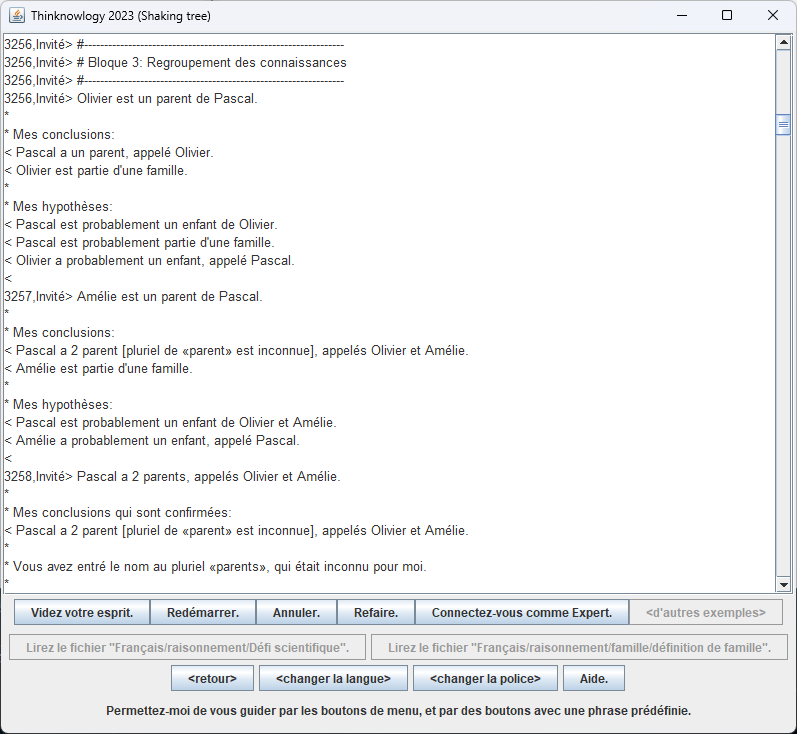 Thinknowlogy 2023 (Shaking tree)
3256,Invité> #-----------------------------------------------------------------
3256,Invité> # Bloque 3: Regroupement des connaissances
3256,Invité> #-----------------------------------------------------------------
3256,Invité> Olivier est un parent de Pascal.
*
* Mes conclusions:
< Pascal a un parent, appelé Olivier.
< Olivier est partie d'une famille.
*
* Mes hypothèses:
< Pascal est probablement un enfant de Olivier.
< Pascal est probablement partie d'une famille.
< Olivier a probablement un enfant, appelé Pascal.
<
3257,Invité> Amélie est un parent de Pascal.
*
* Mes conclusions:
< Pascal a 2 parent [pluriel de «parent» est inconnue], appelés Olivier et Amélie.
< Amélie est partie d'une famille.
*
* Mes hypothèses:
< Pascal est probablement un enfant de Olivier et Amélie.
< Amélie a probablement un enfant, appelé Pascal.
<
3258,Invité> Pascal a 2 parents, appelés Olivier et Amélie.
*
* Mes conclusions qui sont confirmées:
< Pascal a 2 parent [pluriel de «parent» est inconnue], appelés Olivier et Amélie.
*
* Vous avez entré le nom au pluriel «parents», qui était inconnu pour moi.
*
Videz votre esprit. Redémarrer. Annuler. Refaire. Connectez-vous comme Expert. <d'autres exemples>
Lirez le fichier "Français/raisonnement/Défi scientifique". Lirez le fichier "Français/raisonnement/famille/définition de famille".
<retour> <changer la langue> <changer la police> Aide.
Permettez-moi de vous guider par les boutons de menu, et par des boutons avec une phrase prédéfinie.